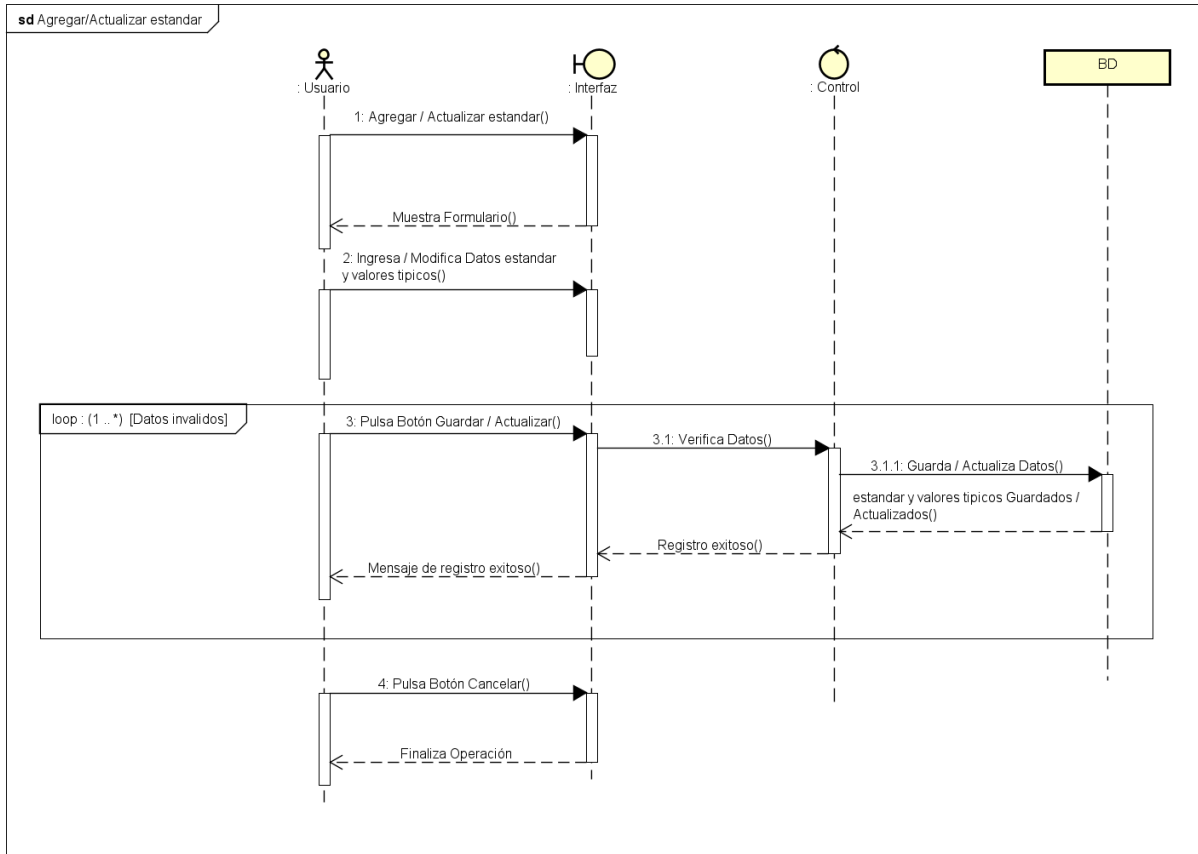 sd Agregar/Actualizar estandar
: Usuario
: Interfaz
: Control
BD
1: Agregar / Actualizar estandar()
Muestra Formulario()
2: Ingresa / Modifica Datos estandar
y valores tipicos()
loop : (1 .. *) [Datos invalidos]
3: Pulsa Botón Guardar / Actualizar()
3.1: Verifica Datos()
3.1.1: Guarda / Actualiza Datos()
estandar y valores tipicos Guardados /
Actualizados()
Registro exitoso()
Mensaje de registro exitoso()
4: Pulsa Botón Cancelar()
Finaliza Operación